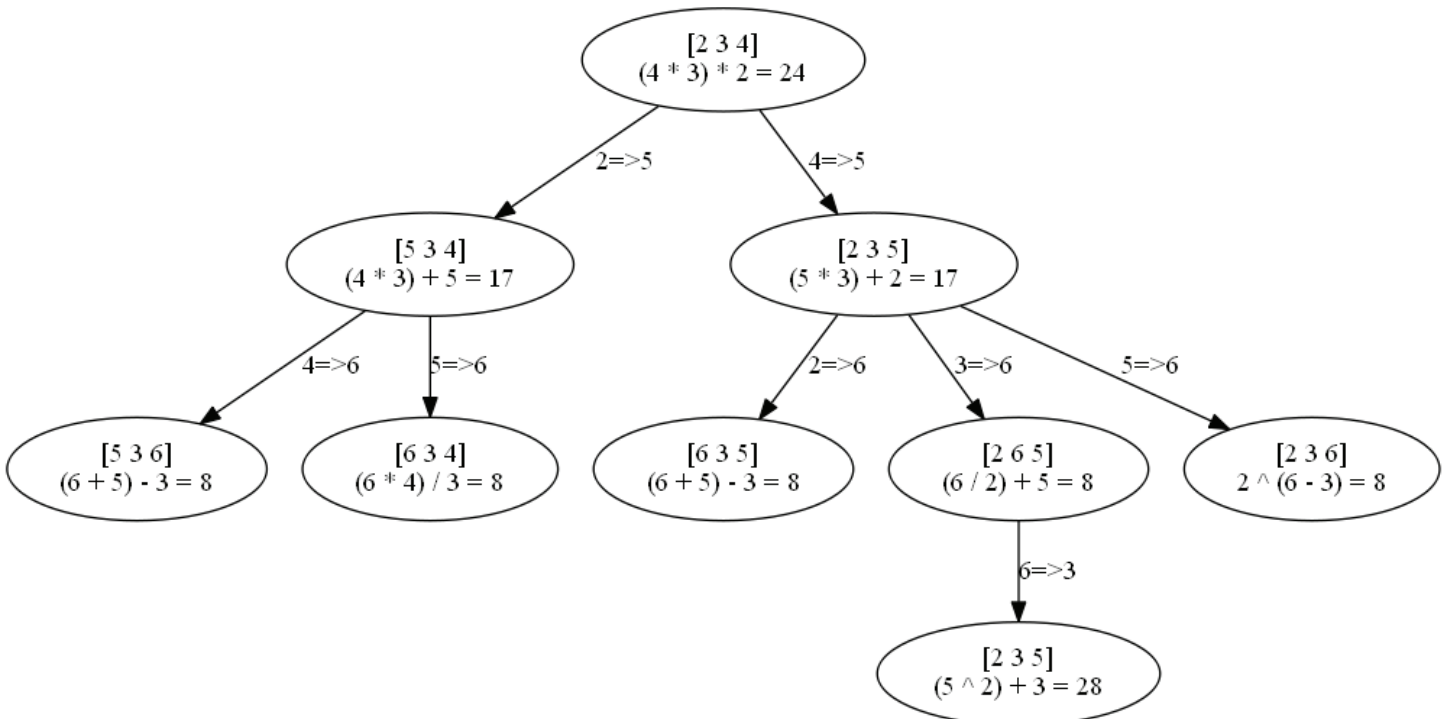 [2 3 4]
(4 * 3) * 2 = 24
2=>5
4=>5
[5 3 4]
(4 * 3) + 5 = 17
[2 3 5]
(5 * 3) + 2 = 17
4=>6
5=>6
2=>6
3=>6
5=>6
[5 3 6]
(6 + 5) - 3 = 8
[6 3 4]
(6 * 4) / 3 = 8
[6 3 5]
(6 + 5) - 3 = 8
[2 6 5]
(6 / 2) + 5 = 8
[2 3 6]
2 ^ (6 - 3) = 8
6=>3
[2 3 5]
(5 ^ 2) + 3 = 28